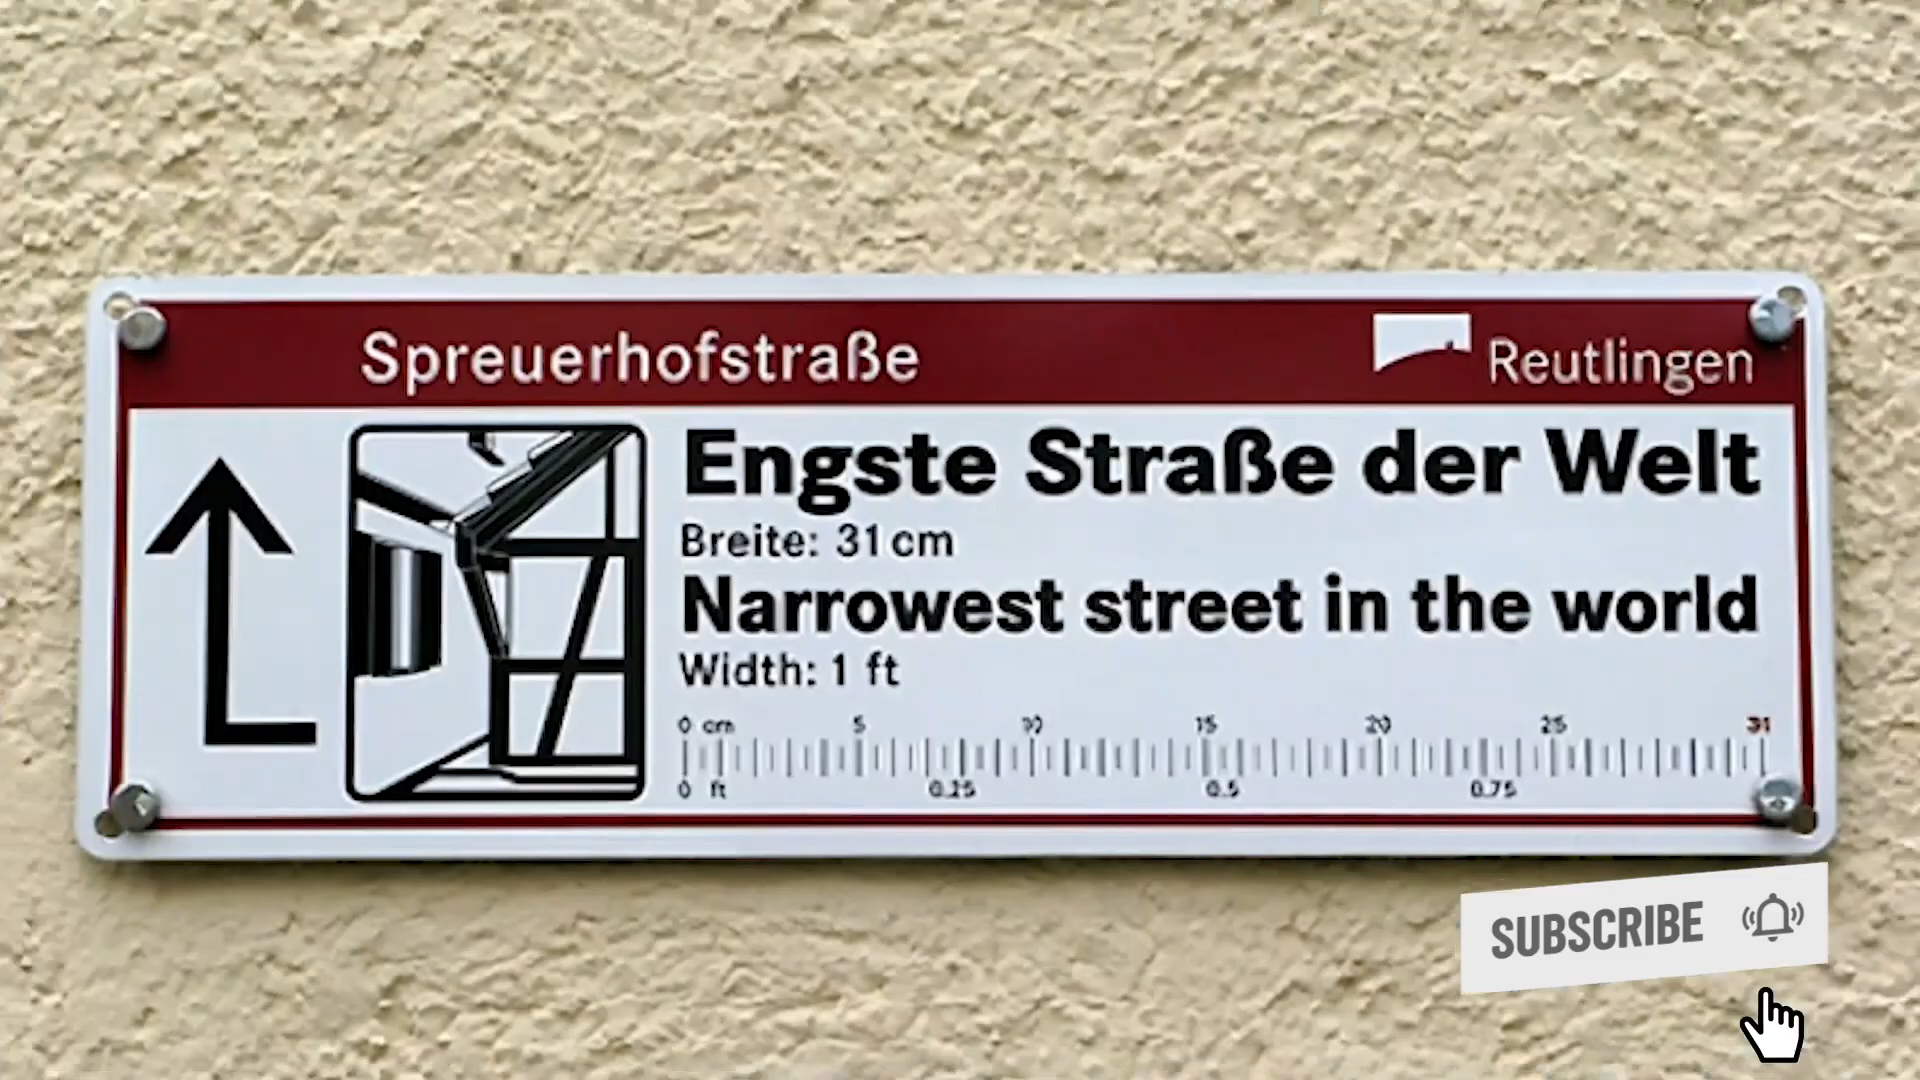 Spreuerhofstraße
Reutlingen
Engste Straße der Welt
Breite: 31 cm
Narrowest street in the world
Width: 1 ft
0 cm 5 10 15 20 25 31
0 ft 0.25 0.5 0.75
SUBSCRIBE